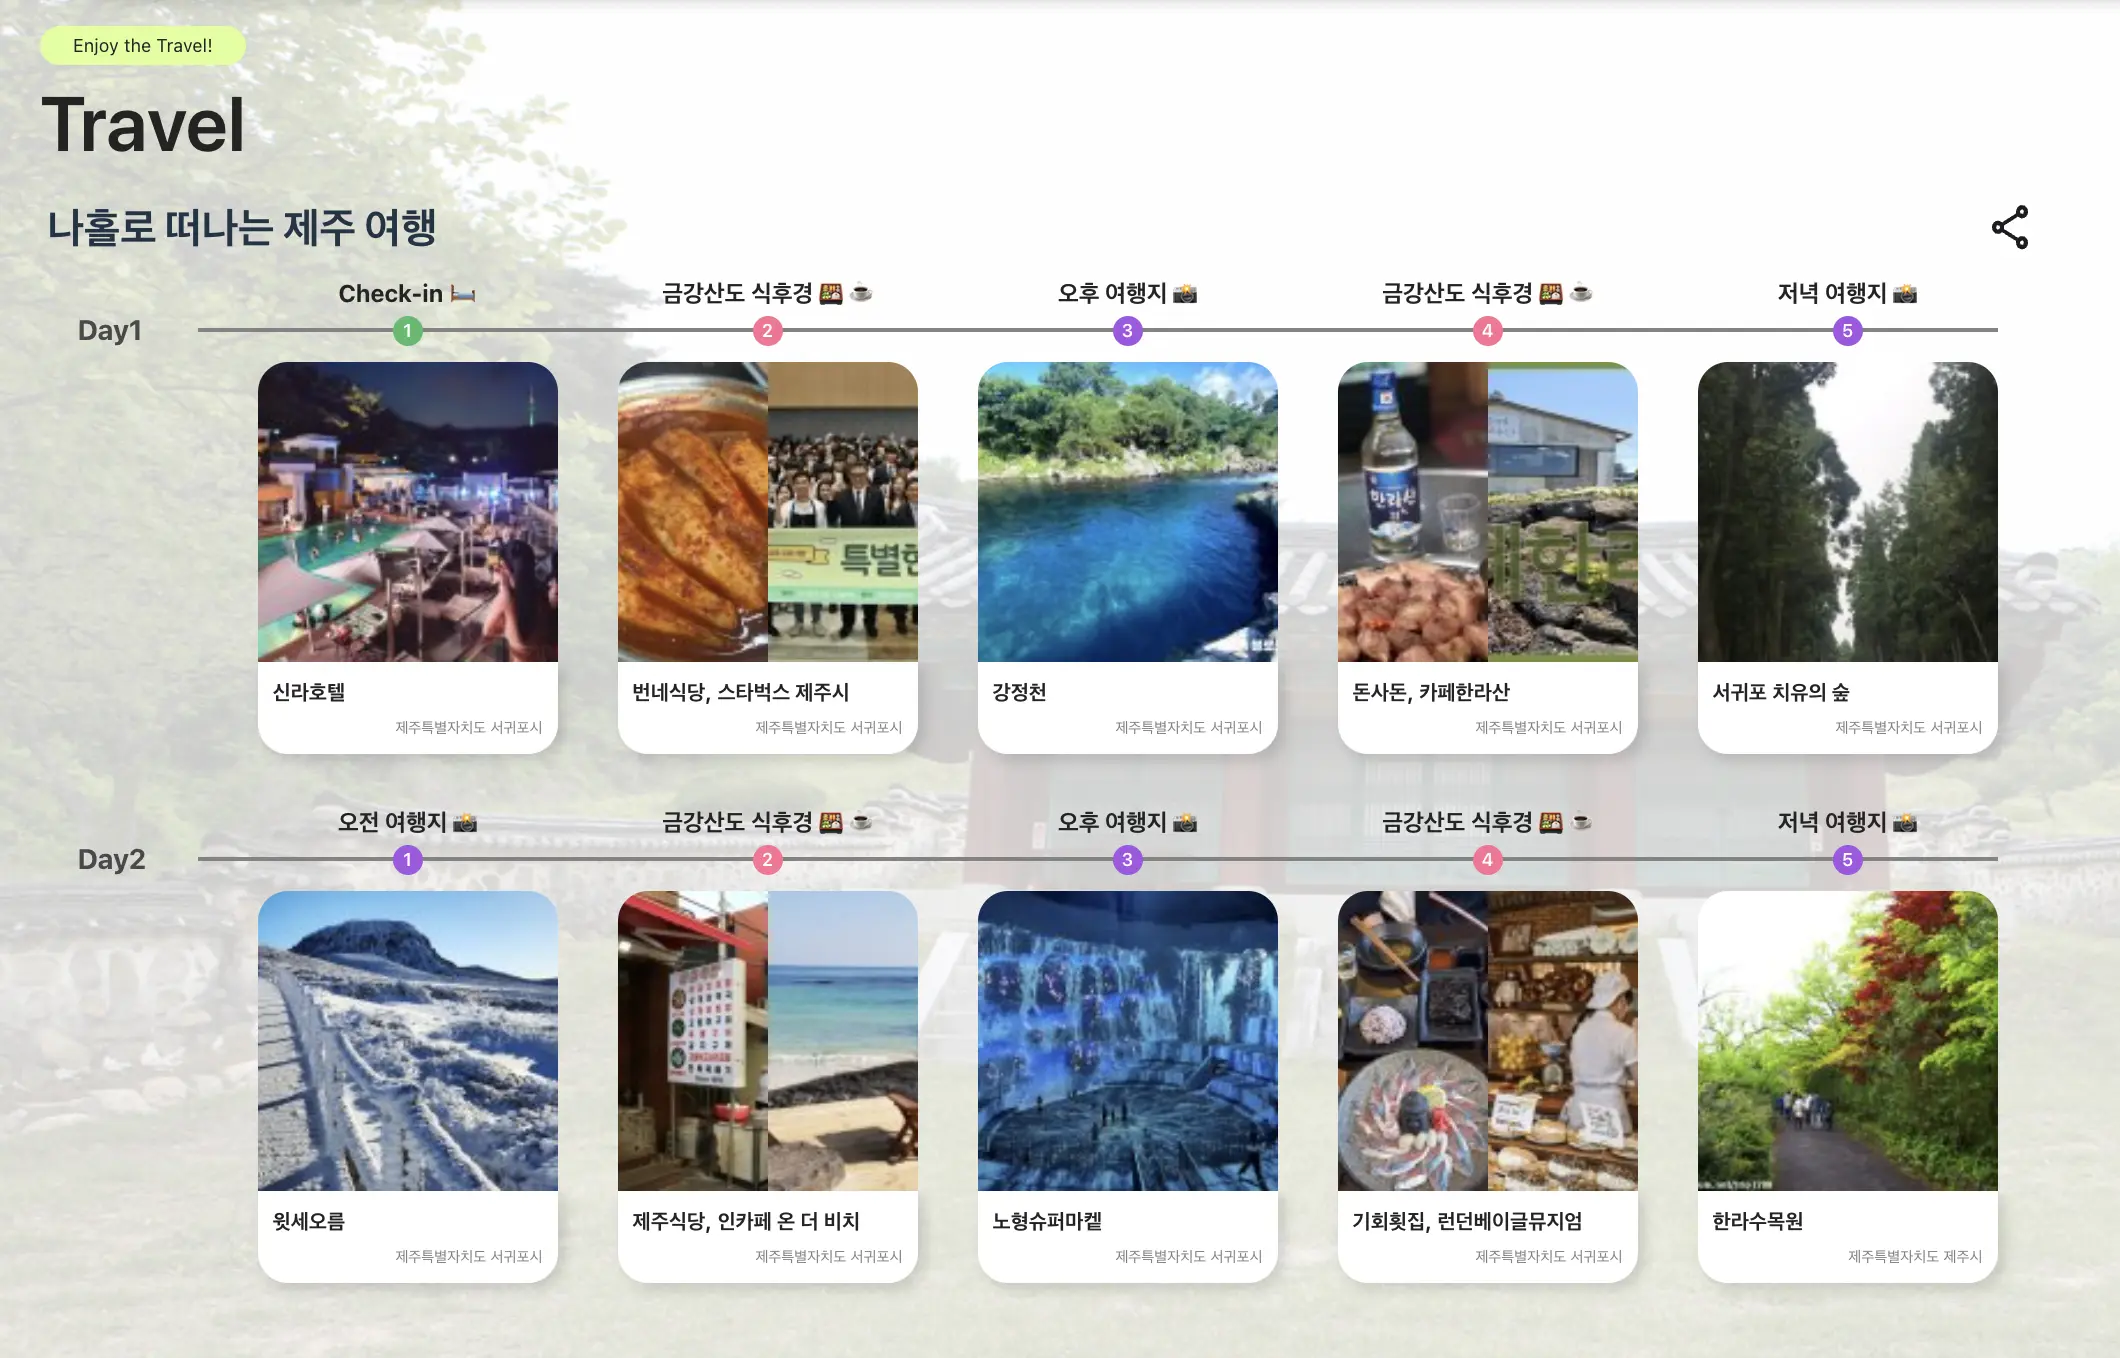 Enjoy the Travel!
Travel
나홀로 떠나는 제주 여행
Check-in
금강산도 식후경
오후 여행지
금강산도 식후경
저녁 여행지
Day1
1
2
3
4
5
한라산
특별한
신라호텔
제주특별자치도 서귀포시
번네식당, 스타벅스 제주시
제주특별자치도 서귀포시
강정천
제주특별자치도 서귀포시
돈사돈, 카페한라산
제주특별자치도 서귀포시
서귀포 치유의 숲
제주특별자치도 서귀포시
오전 여행지
금강산도 식후경
오후 여행지
금강산도 식후경
저녁 여행지
Day2
1
2
3
4
5
윗세오름
제주특별자치도 서귀포시
제주식당, 인카페 온 더 비치
제주특별자치도 서귀포시
노형슈퍼마켙
제주특별자치도 서귀포시
기회횟집, 런던베이글뮤지엄
제주특별자치도 서귀포시
한라수목원
제주특별자치도 제주시